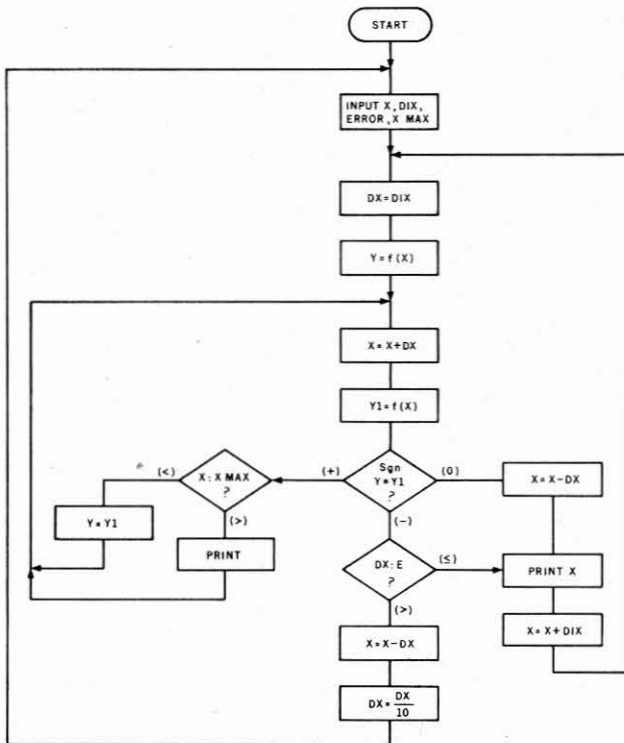 START
INPUT X, DIX,
ERROR, X MAX
DX=DIX
Y=f(X)
X=X+DX
Y1=f(X)
Sgn
Y*Y1
?
(+)
(0)
(-)
X:X MAX
?
(<)
(>)
Y=Y1
PRINT
X=X-DX
DX:E
?
(≤)
(>)
PRINT X
X=X+DIX
X=X-DX
DX=DX
10